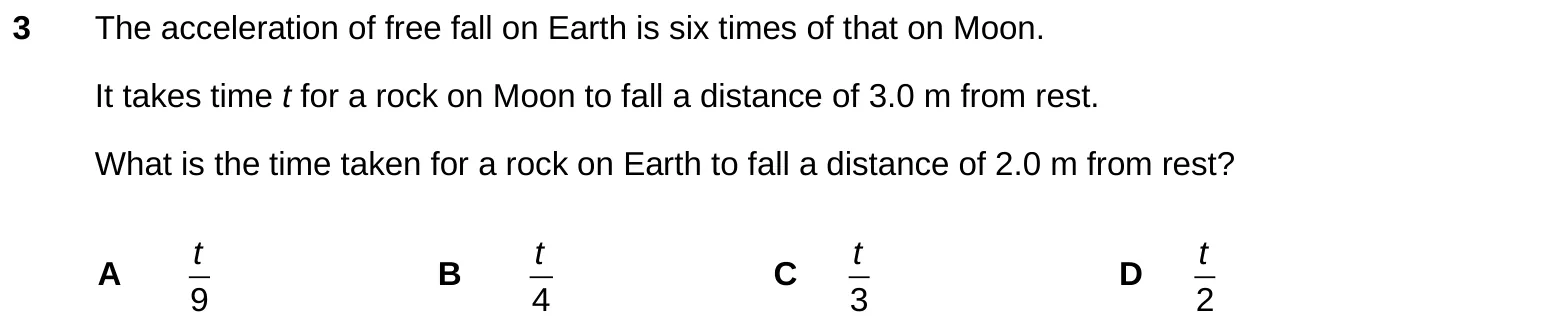 3 The acceleration of free fall on Earth is six times of that on Moon.
It takes time t for a rock on Moon to fall a distance of 3.0 m from rest.
What is the time taken for a rock on Earth to fall a distance of 2.0 m from rest?
A t/9 B t/4 C t/3 D t/2